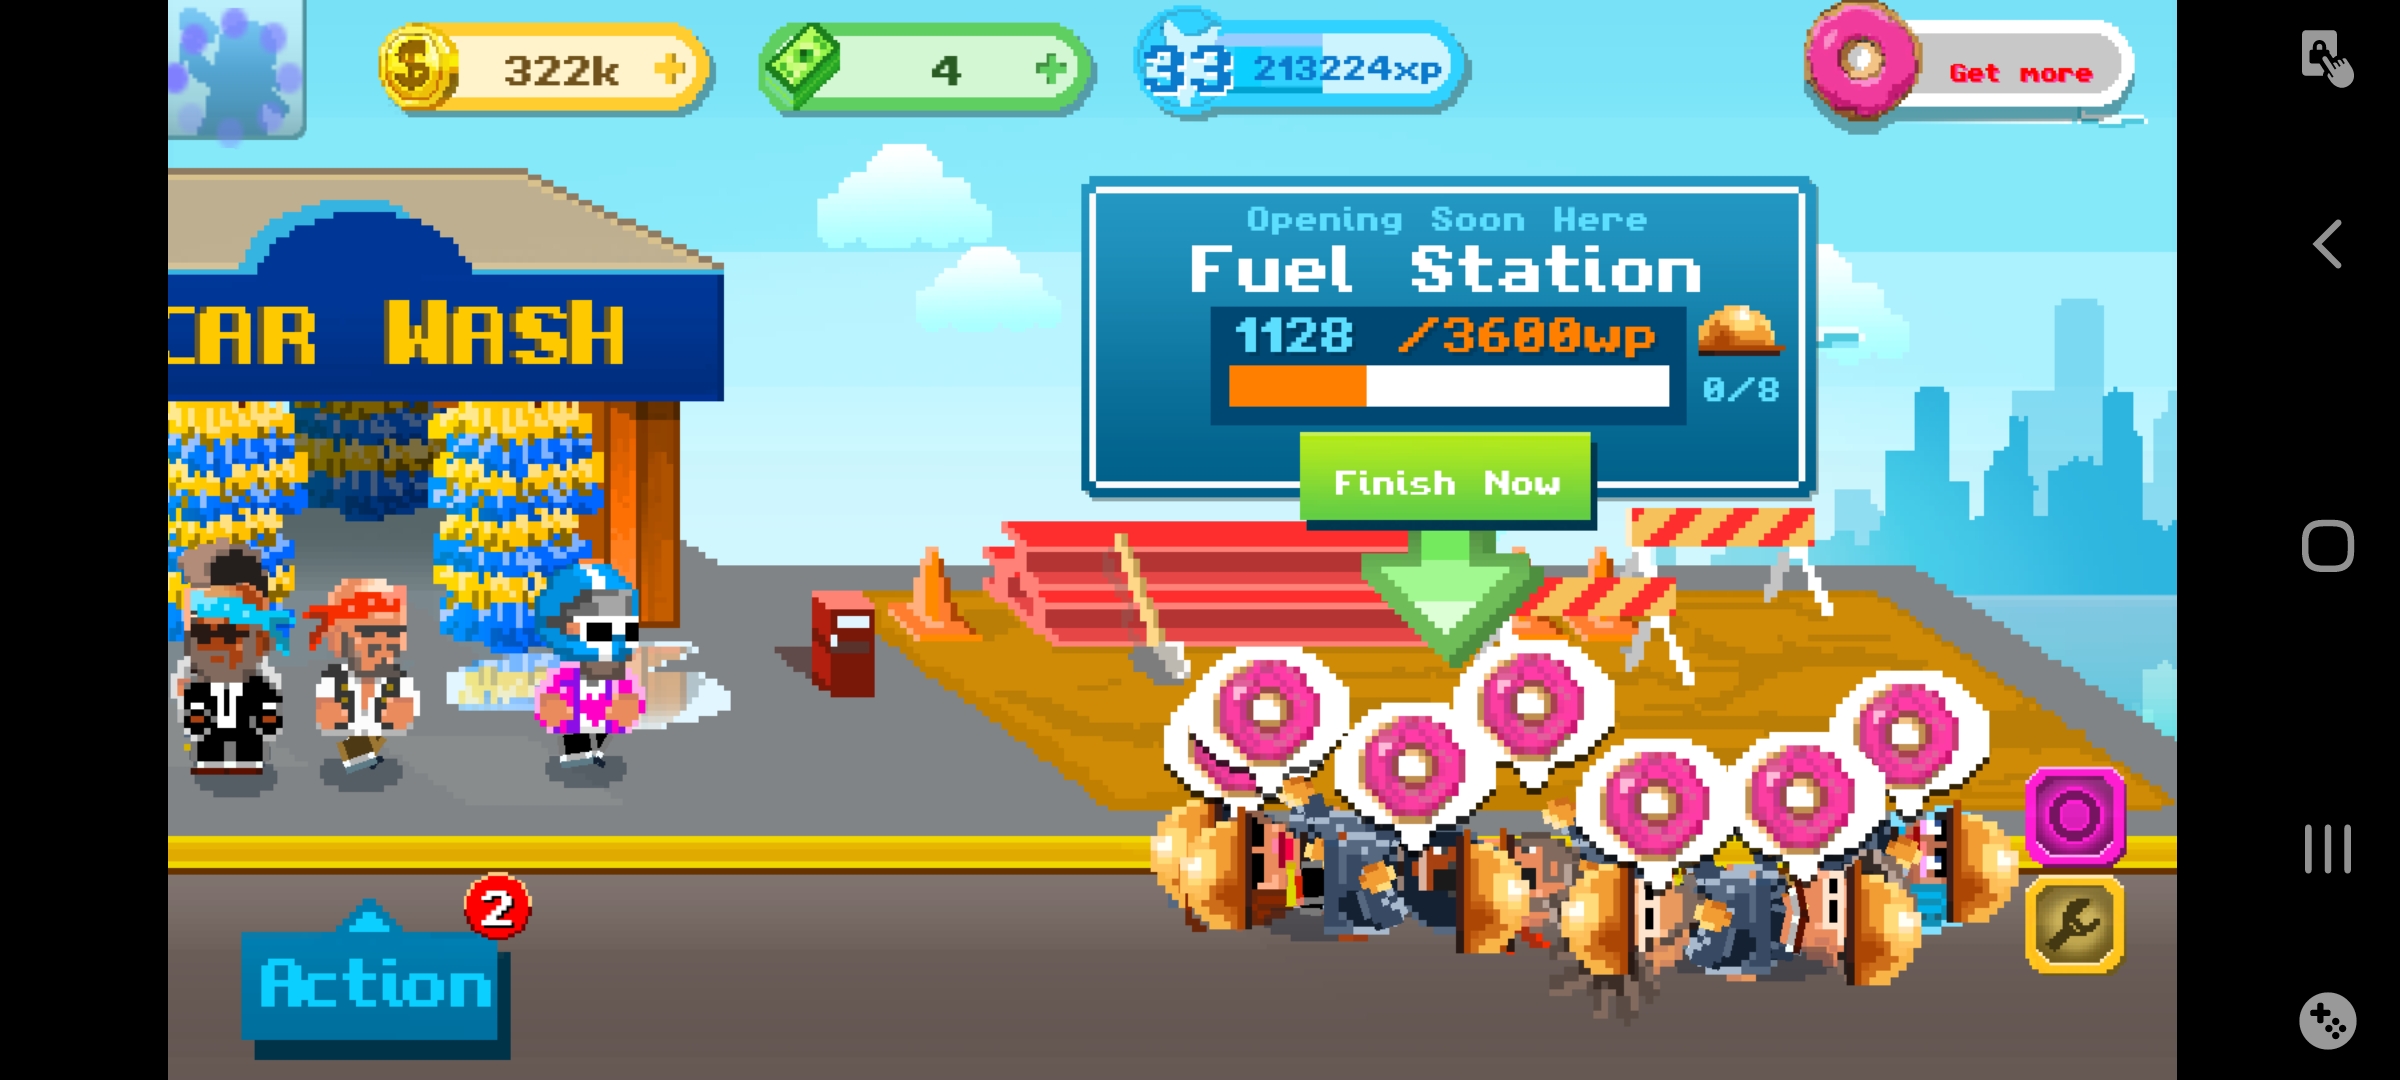 322k
4
33
213224xp
Get more
Opening Soon Here
Fuel Station
1128 /3600wp
0/8
Finish Now
CAR WASH
2
Action